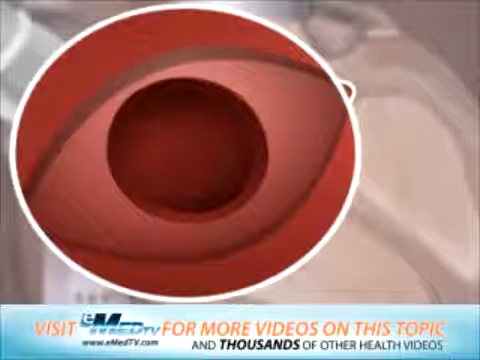 VISIT eMEDTV FOR MORE VIDEOS ON THIS TOPIC
www.eMedTV.com AND THOUSANDS OF OTHER HEALTH VIDEOS